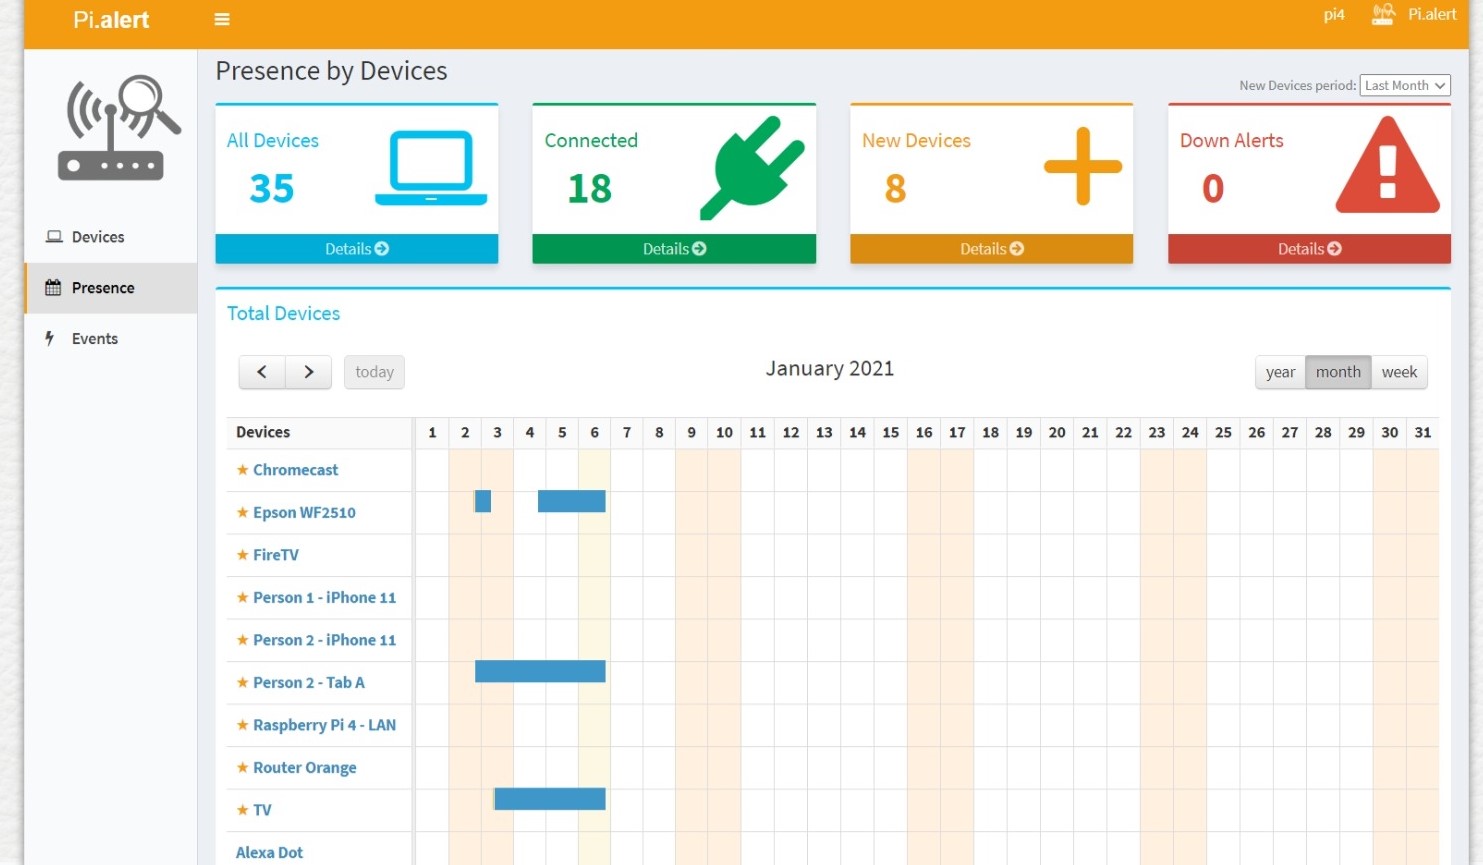 Pi.alert
pi4 Pi.alert
Presence by Devices
New Devices period: Last Month
All Devices
35
Details
Connected
18
Details
New Devices
8
Details
Down Alerts
0
Details
Devices
Presence
Events
Total Devices
today
January 2021
year month week
Devices 1 2 3 4 5 6 7 8 9 10 11 12 13 14 15 16 17 18 19 20 21 22 23 24 25 26 27 28 29 30 31
Chromecast
Epson WF2510
FireTV
Person 1 - iPhone 11
Person 2 - iPhone 11
Person 2 - Tab A
Raspberry Pi 4 - LAN
Router Orange
TV
Alexa Dot